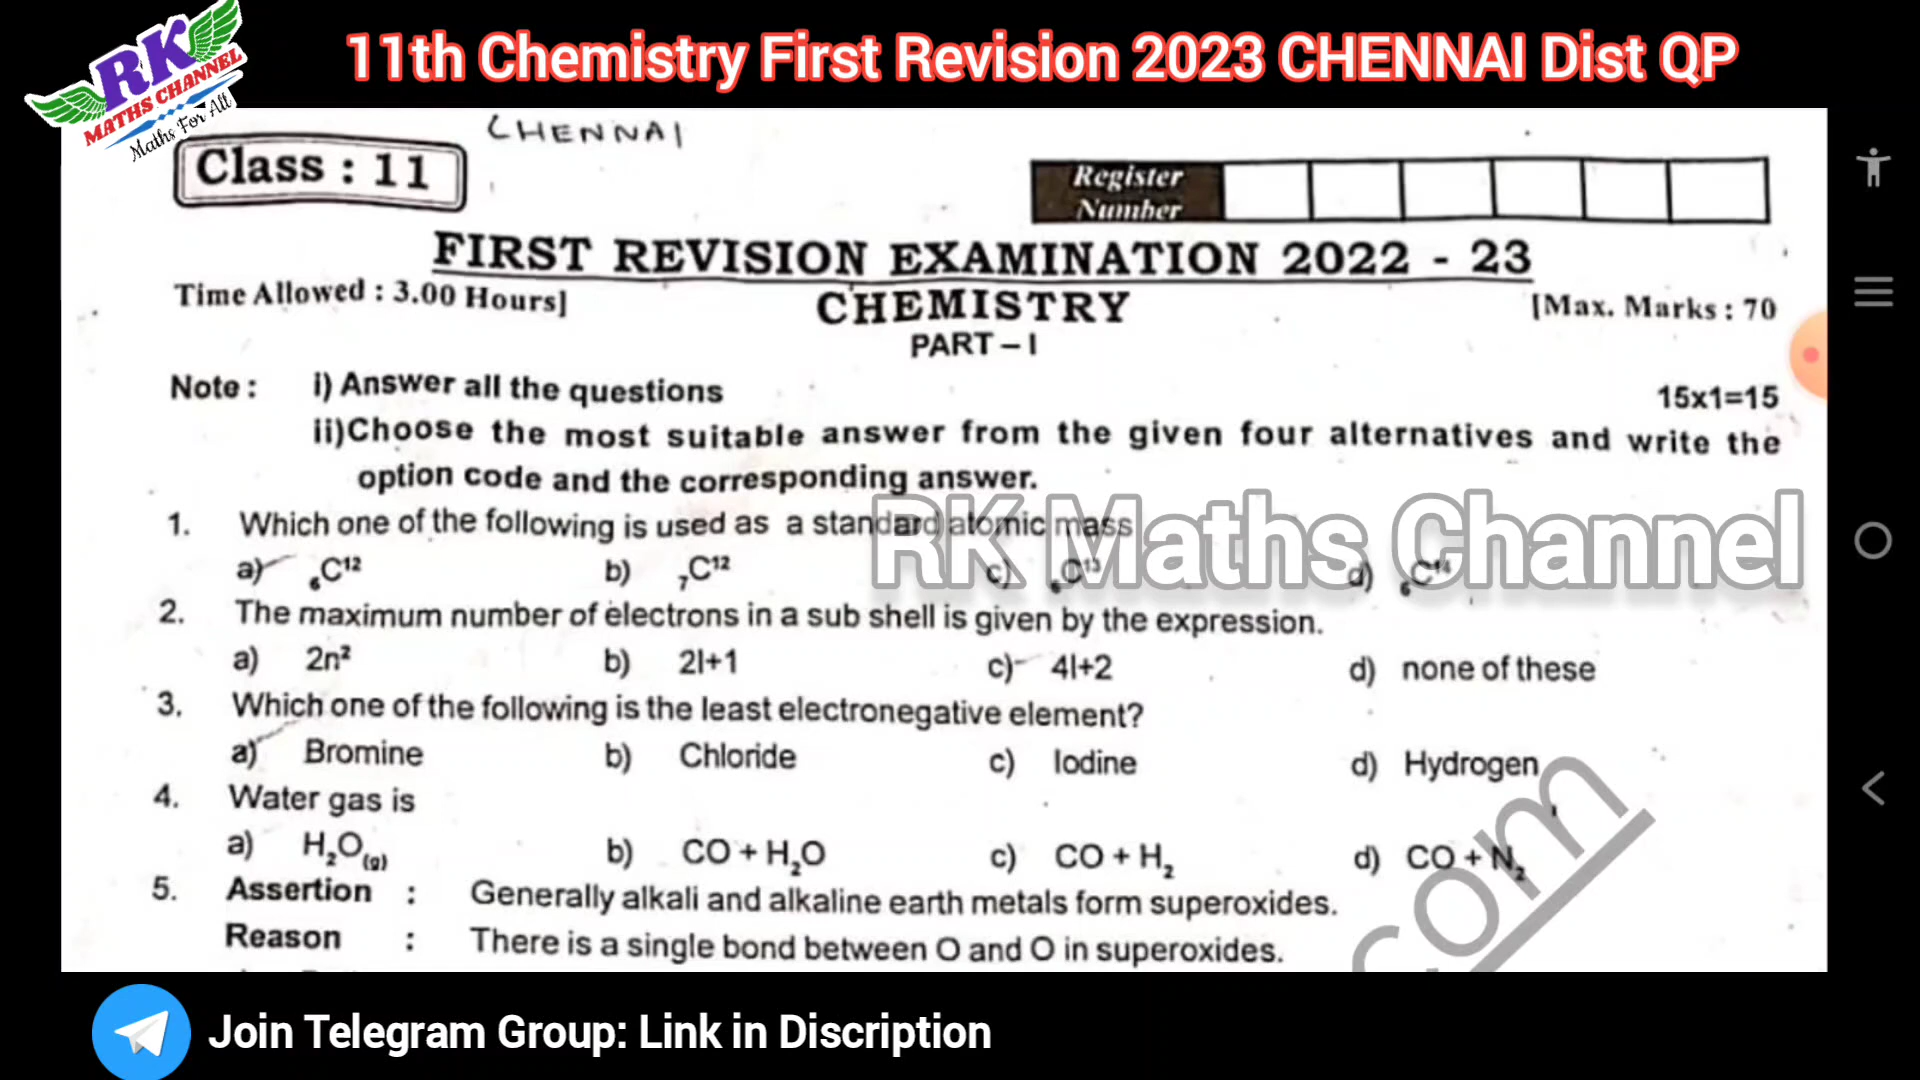 RK
MATHS CHANNEL
Maths For All
11th Chemistry First Revision 2023 CHENNAI Dist QP
CHENNAI
Class : 11
Register
Number
FIRST REVISION EXAMINATION 2022 - 23
Time Allowed : 3.00 Hours]
CHEMISTRY
[Max. Marks : 70
PART – I
Note : i) Answer all the questions 15x1=15
ii)Choose the most suitable answer from the given four alternatives and write the
option code and the corresponding answer.
RK Maths Channel
1. Which one of the following is used as a standard atomic mass
a) ₆C¹² b) ₇C¹² c) ₆C¹³ d) ₆C¹⁴
2. The maximum number of electrons in a sub shell is given by the expression.
a) 2n² b) 2l+1 c) 4l+2 d) none of these
3. Which one of the following is the least electronegative element?
a) Bromine b) Chloride c) Iodine d) Hydrogen
4. Water gas is
a) H₂O₍g₎ b) CO + H₂O c) CO + H₂ d) CO + N₂
5. Assertion : Generally alkali and alkaline earth metals form superoxides.
Reason : There is a single bond between O and O in superoxides.
com
Join Telegram Group: Link in Discription